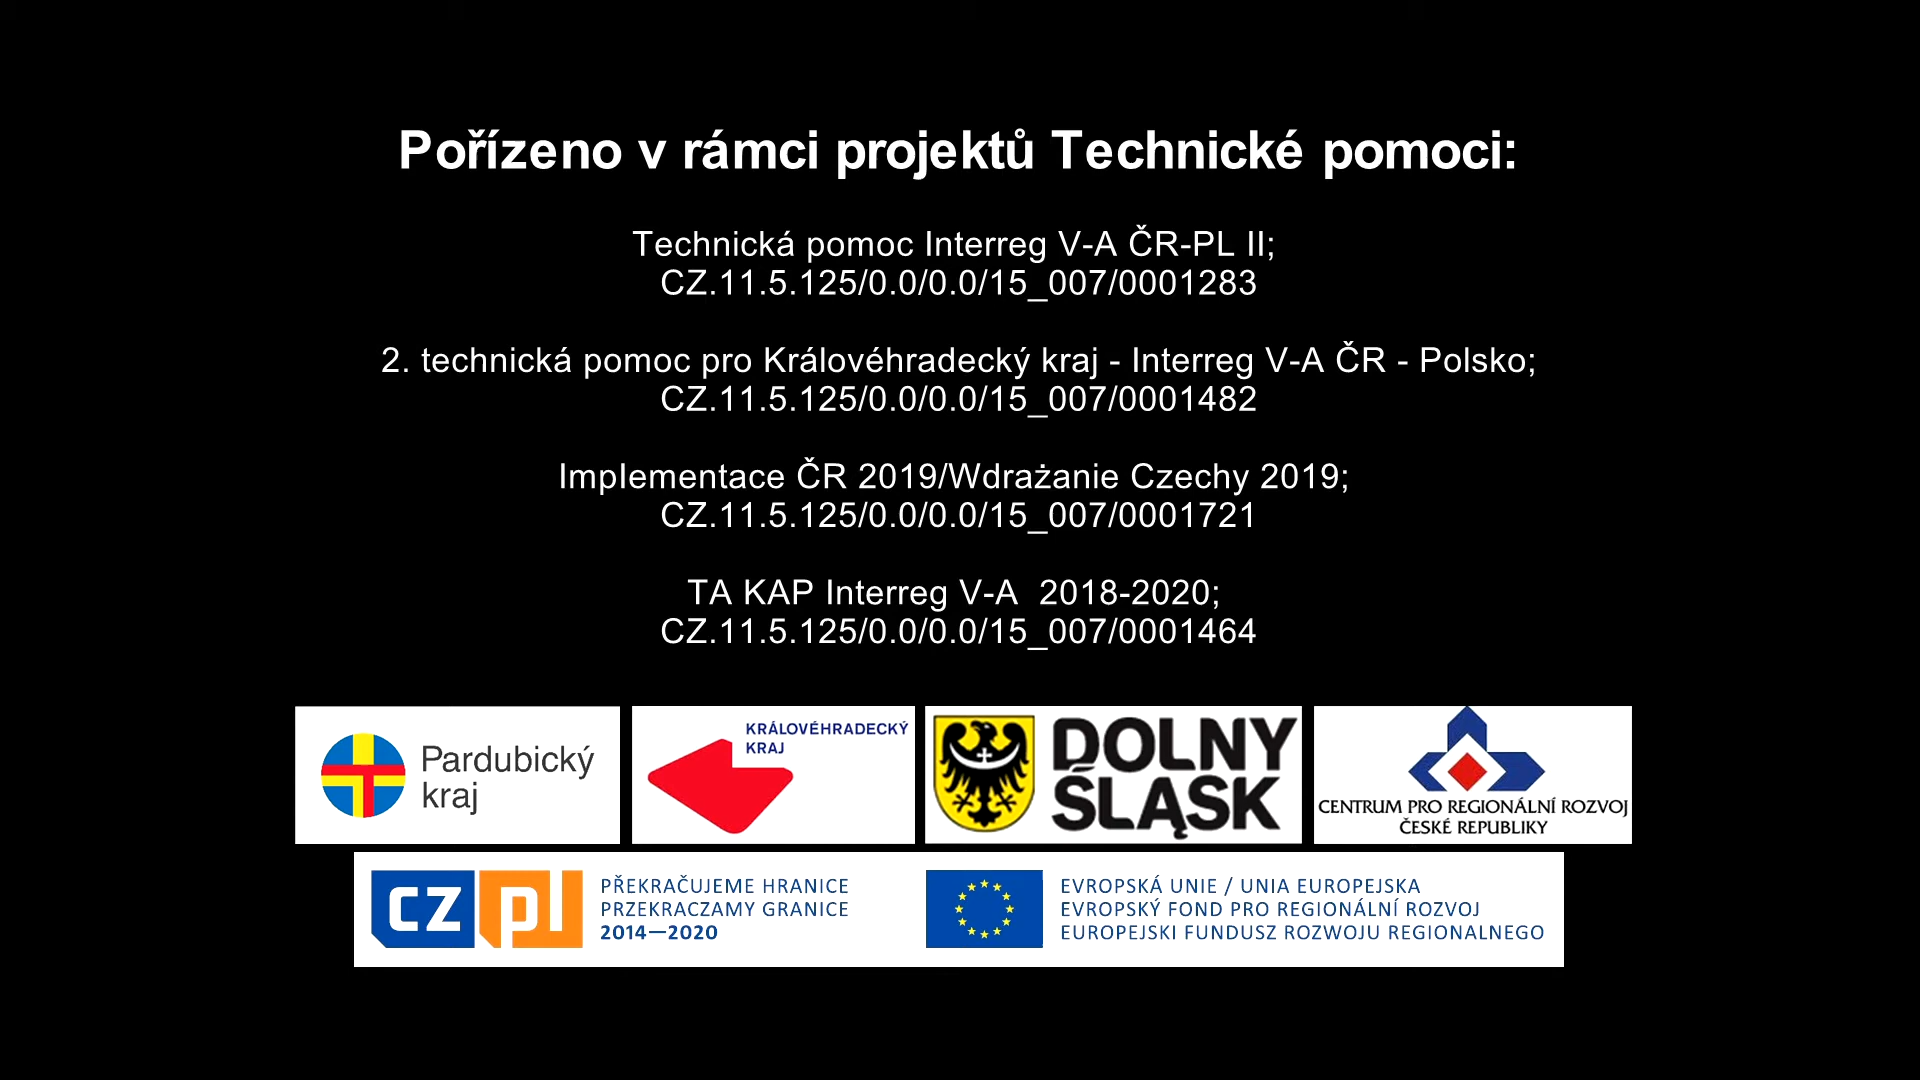 Pořízeno v rámci projektů Technické pomoci:
Technická pomoc Interreg V-A ČR-PL II;
CZ.11.5.125/0.0/0.0/15_007/0001283
2. technická pomoc pro Královéhradecký kraj - Interreg V-A ČR - Polsko;
CZ.11.5.125/0.0/0.0/15_007/0001482
Implementace ČR 2019/Wdrażanie Czechy 2019;
CZ.11.5.125/0.0/0.0/15_007/0001721
TA KAP Interreg V-A  2018-2020;
CZ.11.5.125/0.0/0.0/15_007/0001464
Pardubický
kraj
KRÁLOVÉHRADECKÝ
KRAJ
DOLNY
ŚLĄSK
CENTRUM PRO REGIONÁLNÍ ROZVOJ
ČESKÉ REPUBLIKY
CZ pl
PŘEKRAČUJEME HRANICE
PRZEKRACZAMY GRANICE
2014—2020
EVROPSKÁ UNIE / UNIA EUROPEJSKA
EVROPSKÝ FOND PRO REGIONÁLNÍ ROZVOJ
EUROPEJSKI FUNDUSZ ROZWOJU REGIONALNEGO